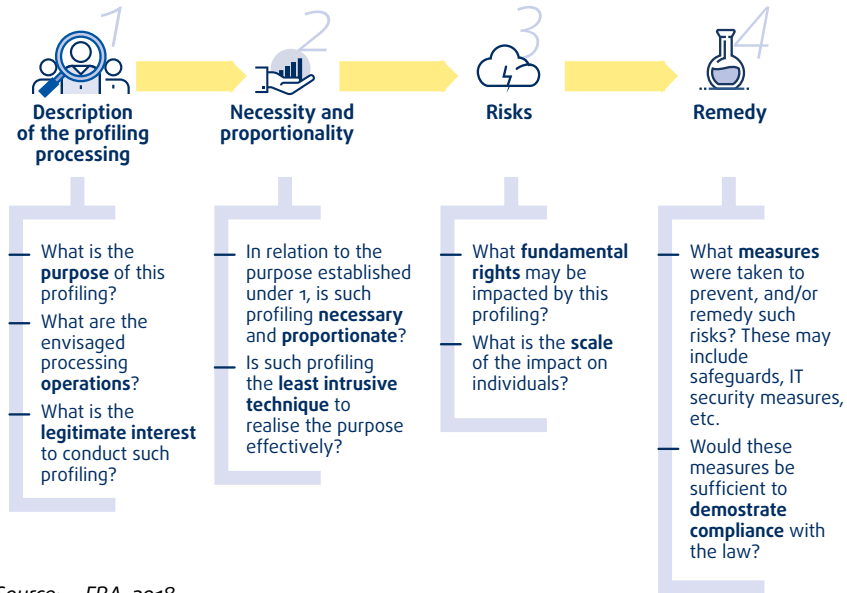 1
2
3
4
Description
of the profiling
processing
Necessity and
proportionality
Risks
Remedy
What is the
purpose of this
profiling?
What are the
envisaged
processing
operations?
What is the
legitimate interest
to conduct such
profiling?
In relation to the
purpose established
under 1, is such
profiling necessary
and proportionate?
Is such profiling
the least intrusive
technique to
realise the purpose
effectively?
What fundamental
rights may be
impacted by this
profiling?
What is the scale
of the impact on
individuals?
What measures
were taken to
prevent, and/or
remedy such
risks? These may
include
safeguards, IT
security measures,
etc.
Would these
measures be
sufficient to
demostrate
compliance with
the law?
Source: FRA, 2018